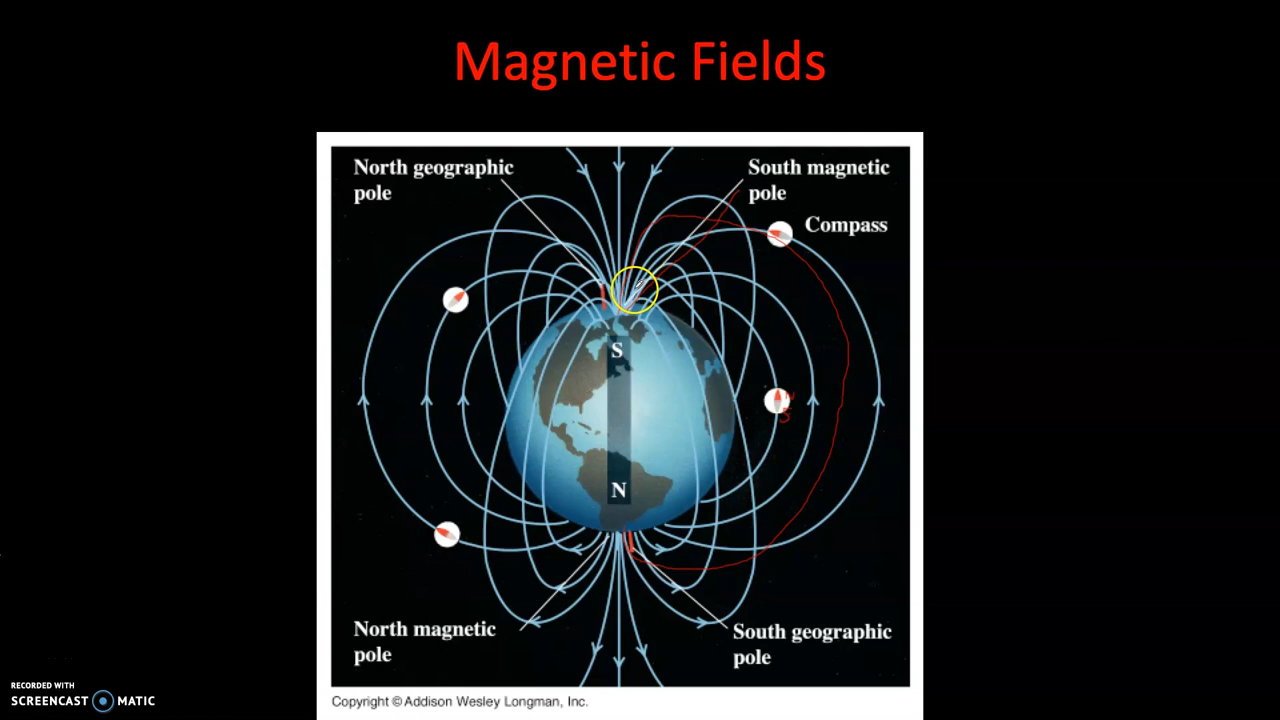 Magnetic Fields
North geographic
pole
South magnetic
pole
Compass
S
N
S
N
North magnetic
pole
South geographic
pole
Copyright © Addison Wesley Longman, Inc.
RECORDED WITH
SCREENCAST MATIC